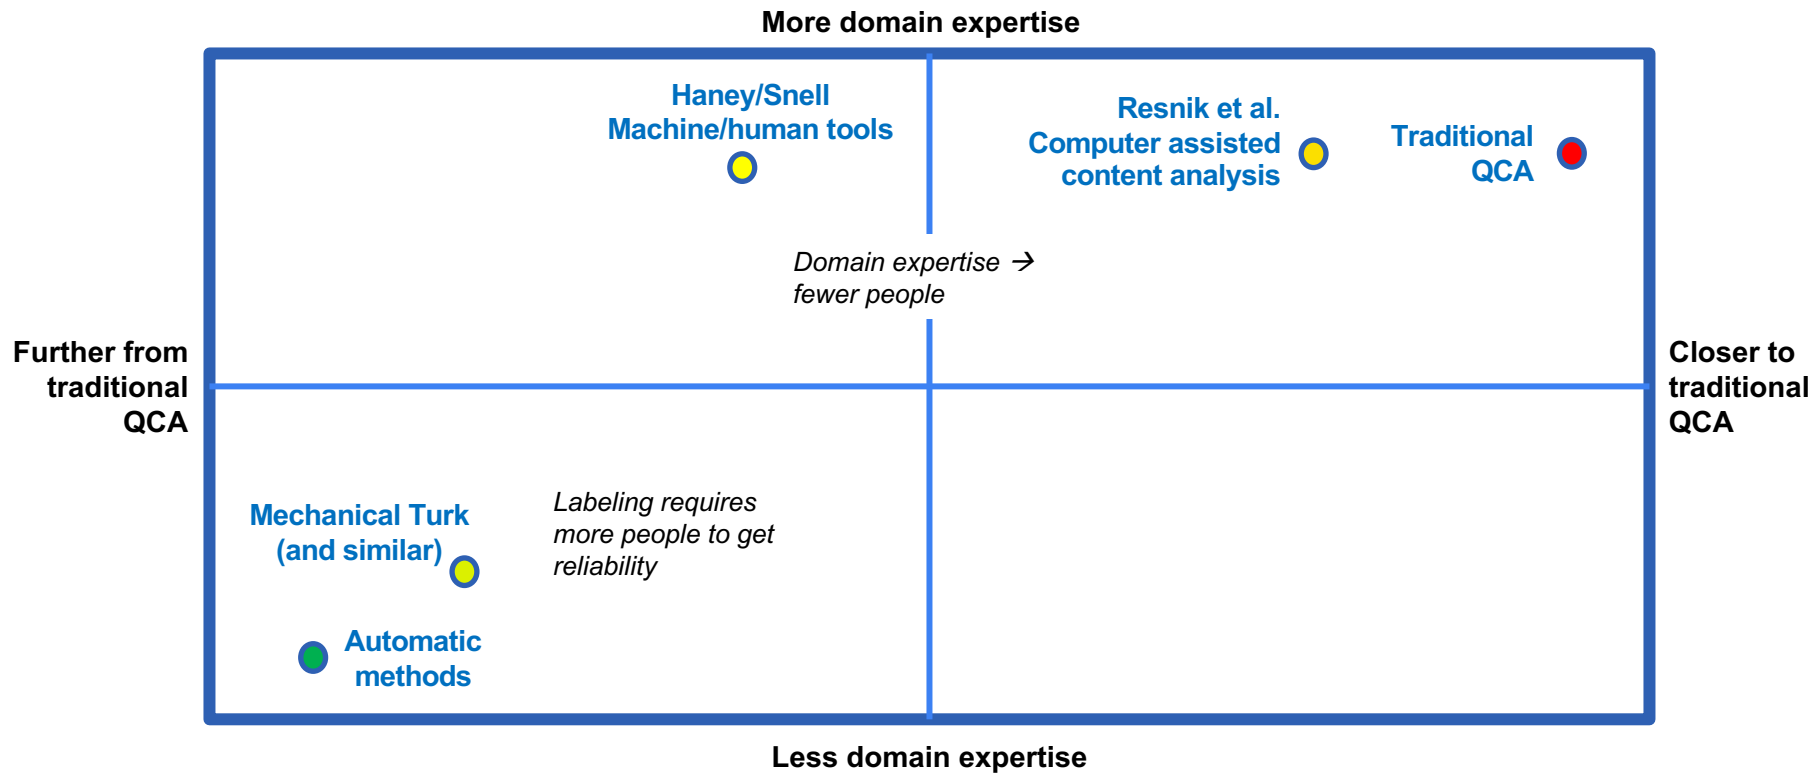 More domain expertise
Haney/Snell
Machine/human tools
Resnik et al.
Computer assisted
content analysis
Traditional
QCA
Domain expertise →
fewer people
Further from
traditional
QCA
Closer to
traditional
QCA
Mechanical Turk
(and similar)
Labeling requires
more people to get
reliability
Automatic
methods
Less domain expertise